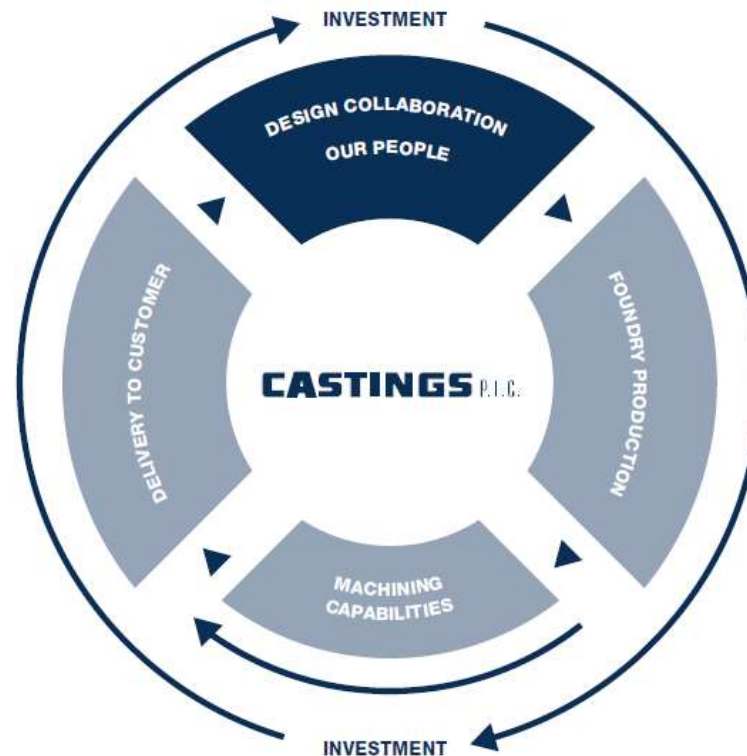 INVESTMENT
DESIGN COLLABORATION
OUR PEOPLE
FOUNDRY PRODUCTION
DELIVERY TO CUSTOMER
CASTINGS P.L.C.
MACHINING
CAPABILITIES
INVESTMENT